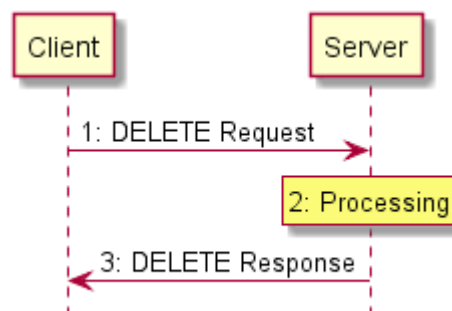 Client
Server
1: DELETE Request
2: Processing
3: DELETE Response